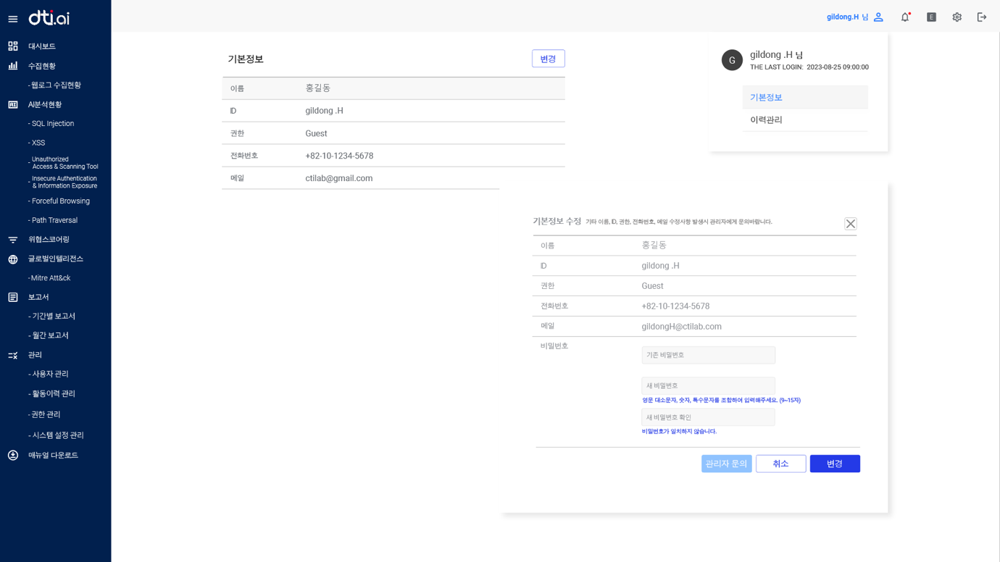 dti.ai
gildong.H 님
E
대시보드
수집현황
- 웹로그 수집현황
AI분석현황
- SQL Injection
- XSS
- Unauthorized
Access & Scanning Tool
- Insecure Authentication
& Information Exposure
- Forceful Browsing
- Path Traversal
위협스코어링
글로벌인텔리전스
- Mitre Att&ck
보고서
- 기간별 보고서
- 월간 보고서
관리
- 사용자 관리
- 활동이력 관리
- 권한 관리
- 시스템 설정 관리
매뉴얼 다운로드
기본정보
변경
이름 홍길동
ID gildong .H
권한 Guest
전화번호 +82-10-1234-5678
메일 ctilab@gmail.com
G
gildong .H 님
THE LAST LOGIN: 2023-08-25 09:00:00
기본정보
이력관리
기본정보 수정 기타 이름, ID, 권한, 전화번호, 메일 수정사항 발생시 관리자에게 문의바랍니다.
이름 홍길동
ID gildong .H
권한 Guest
전화번호 +82-10-1234-5678
메일 gildongH@ctilab.com
비밀번호
기존 비밀번호
새 비밀번호
영문 대소문자, 숫자, 특수문자를 조합하여 입력해주세요. (9~15자)
새 비밀번호 확인
비밀번호가 일치하지 않습니다.
관리자 문의
취소
변경